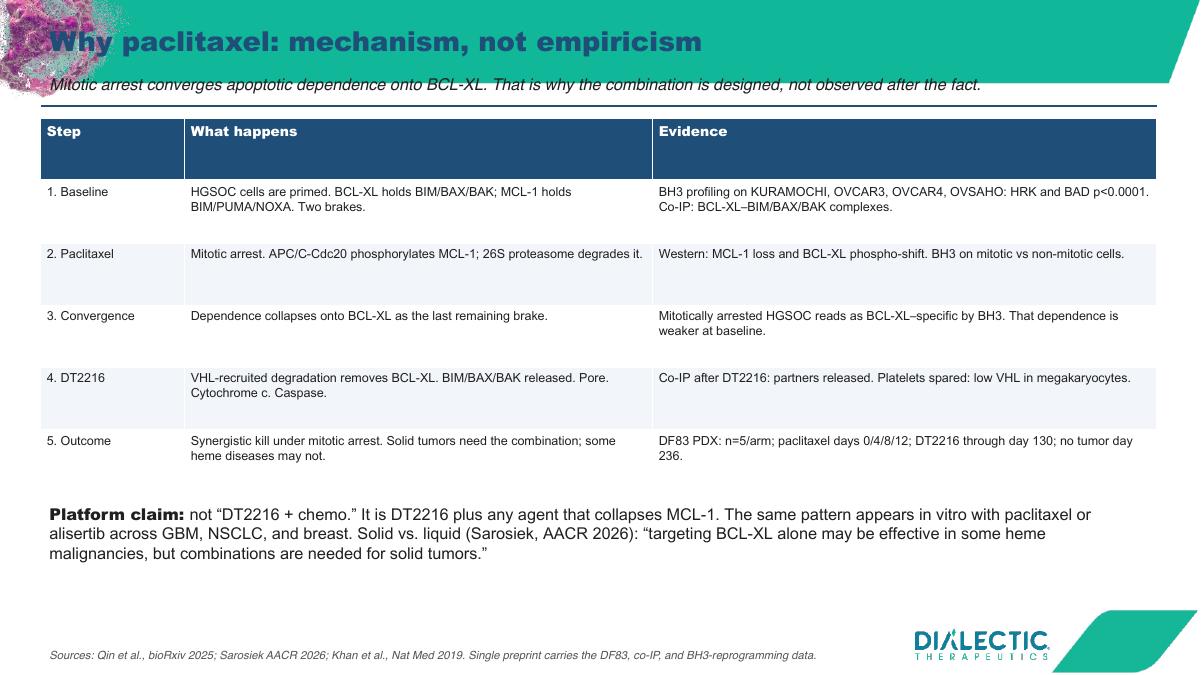 Why paclitaxel: mechanism, not empiricism
Mitotic arrest converges apoptotic dependence onto BCL-XL. That is why the combination is designed, not observed after the fact.
Step
What happens
Evidence
1. Baseline
HGSOC cells are primed. BCL-XL holds BIM/BAX/BAK; MCL-1 holds
BIM/PUMA/NOXA. Two brakes.
BH3 profiling on KURAMOCHI, OVCAR3, OVCAR4, OVSAHO: HRK and BAD p<0.0001.
Co-IP: BCL-XL–BIM/BAX/BAK complexes.
2. Paclitaxel
Mitotic arrest. APC/C-Cdc20 phosphorylates MCL-1; 26S proteasome degrades it.
Western: MCL-1 loss and BCL-XL phospho-shift. BH3 on mitotic vs non-mitotic cells.
3. Convergence
Dependence collapses onto BCL-XL as the last remaining brake.
Mitotically arrested HGSOC reads as BCL-XL–specific by BH3. That dependence is
weaker at baseline.
4. DT2216
VHL-recruited degradation removes BCL-XL. BIM/BAX/BAK released. Pore.
Cytochrome c. Caspase.
Co-IP after DT2216: partners released. Platelets spared: low VHL in megakaryocytes.
5. Outcome
Synergistic kill under mitotic arrest. Solid tumors need the combination; some
heme diseases may not.
DF83 PDX: n=5/arm; paclitaxel days 0/4/8/12; DT2216 through day 130; no tumor day
236.
Platform claim: not “DT2216 + chemo.” It is DT2216 plus any agent that collapses MCL-1. The same pattern appears in vitro with paclitaxel or
alisertib across GBM, NSCLC, and breast. Solid vs. liquid (Sarosiek, AACR 2026): “targeting BCL-XL alone may be effective in some heme
malignancies, but combinations are needed for solid tumors.”
Sources: Qin et al., bioRxiv 2025; Sarosiek AACR 2026; Khan et al., Nat Med 2019. Single preprint carries the DF83, co-IP, and BH3-reprogramming data.
DIALECTIC
THERAPEUTICS